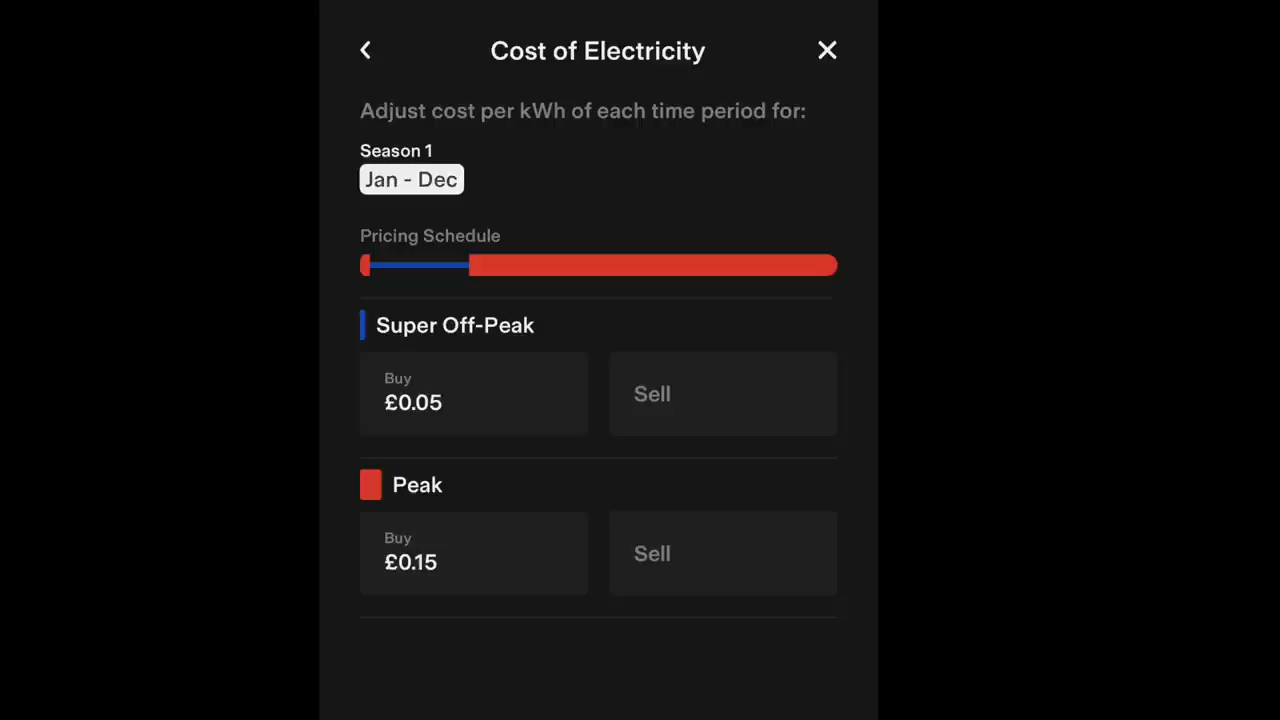 Cost of Electricity
Adjust cost per kWh of each time period for:
Season 1
Jan - Dec
Pricing Schedule
Super Off-Peak
Buy
£0.05
Sell
Peak
Buy
£0.15
Sell